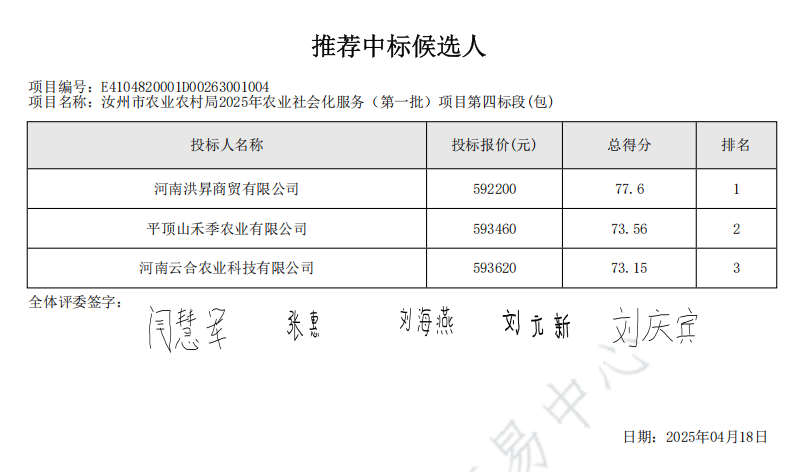 推荐中标候选人
项目编号：E4104820001D00263001004
项目名称：汝州市农业农村局2025年农业社会化服务（第一批）项目第四标段(包)
投标人名称 投标报价(元) 总得分 排名
河南洪昇商贸有限公司 592200 77.6 1
平顶山禾季农业有限公司 593460 73.56 2
河南云合农业科技有限公司 593620 73.15 3
全体评委签字：
闫慧军 张惠 刘海燕 刘元新 刘庆宾
易中心
日期：2025年04月18日